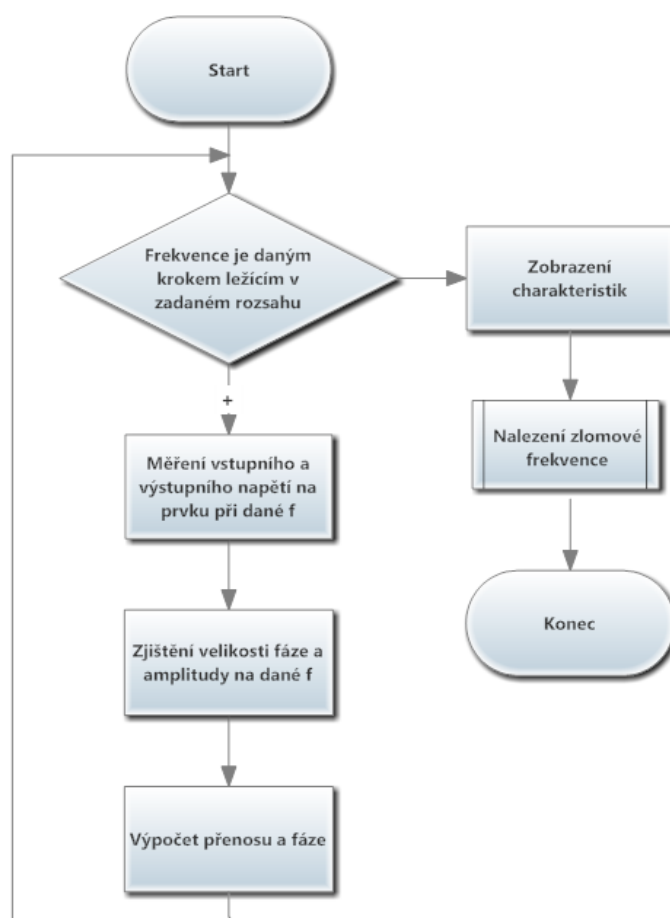 Start
Frekvence je daným
krokem ležícím v
zadaném rozsahu
+
Měření vstupního a
výstupního napětí na
prvku při dané f
Zjištění velikosti fáze a
amplitudy na dané f
Výpočet přenosu a fáze
Zobrazení
charakteristik
Nalezení zlomové
frekvence
Konec